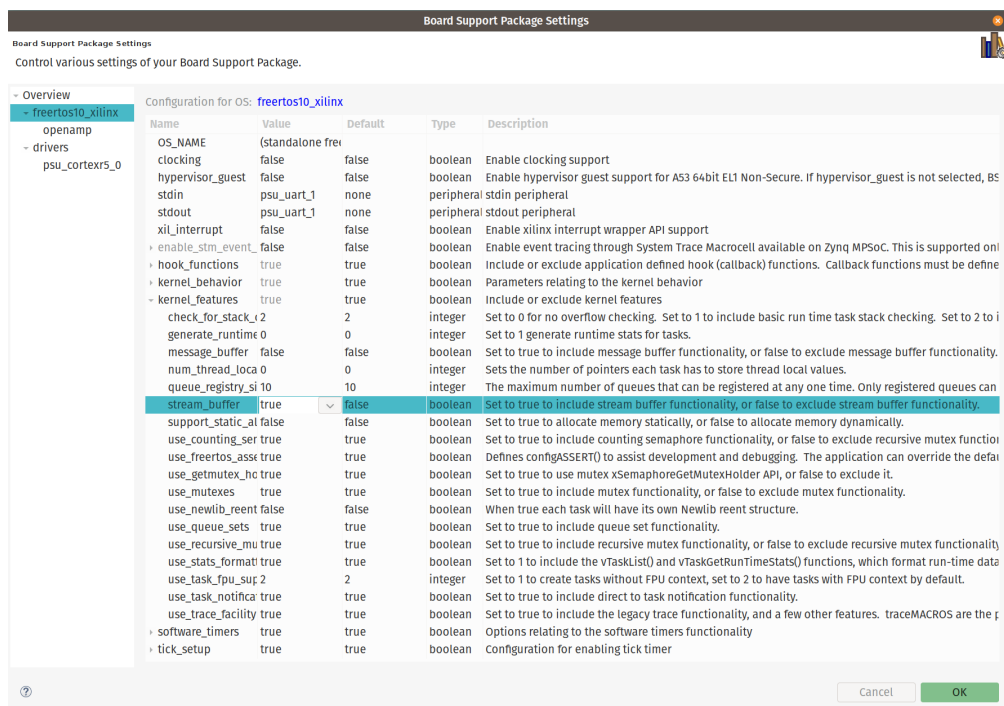 Board Support Package Settings
Board Support Package Settings
Control various settings of your Board Support Package.
Overview
freertos10_xilinx
openamp
drivers
psu_cortexr5_0
Configuration for OS: freertos10_xilinx
Name Value Default Type Description
OS_NAME (standalone free
clocking false false boolean Enable clocking support
hypervisor_guest false false boolean Enable hypervisor guest support for A53 64bit EL1 Non-Secure. If hypervisor_guest is not selected, BS
stdin psu_uart_1 none peripheral stdin peripheral
stdout psu_uart_1 none peripheral stdout peripheral
xil_interrupt false false boolean Enable xilinx interrupt wrapper API support
enable_stm_event_ false false boolean Enable event tracing through System Trace Macrocell available on Zynq MPSoC. This is supported onl
hook_functions true true boolean Include or exclude application defined hook (callback) functions. Callback functions must be define
kernel_behavior true true boolean Parameters relating to the kernel behavior
kernel_features true true boolean Include or exclude kernel features
check_for_stack_o 2 2 integer Set to 0 for no overflow checking. Set to 1 to include basic run time task stack checking. Set to 2 to i
generate_runtime 0 0 integer Set to 1 generate runtime stats for tasks.
message_buffer false false boolean Set to true to include message buffer functionality, or false to exclude message buffer functionality.
num_thread_loca 0 0 integer Sets the number of pointers each task has to store thread local values.
queue_registry_si 10 10 integer The maximum number of queues that can be registered at any one time. Only registered queues can
stream_buffer true false boolean Set to true to include stream buffer functionality, or false to exclude stream buffer functionality.
support_static_al false false boolean Set to true to allocate memory statically, or false to allocate memory dynamically.
use_counting_sem true true boolean Set to true to include counting semaphore functionality, or false to exclude recursive mutex function
use_freertos_asse true true boolean Defines configASSERT() to assist development and debugging. The application can override the defau
use_getmutex_ho true true boolean Set to true to use mutex xSemaphoreGetMutexHolder API, or false to exclude it.
use_mutexes true true boolean Set to true to include mutex functionality, or false to exclude mutex functionality.
use_newlib_reent false false boolean When true each task will have its own Newlib reent structure.
use_queue_sets true true boolean Set to true to include queue set functionality.
use_recursive_mu true true boolean Set to true to include recursive mutex functionality, or false to exclude recursive mutex functionality
use_stats_formatt true true boolean Set to 1 to include the vTaskList() and vTaskGetRunTimeStats() functions, which format run-time data
use_task_fpu_sup 2 2 integer Set to 1 to create tasks without FPU context, set to 2 to have tasks with FPU context by default.
use_task_notifica true true boolean Set to true to include direct to task notification functionality.
use_trace_facility true true boolean Set to true to include the legacy trace functionality, and a few other features. traceMACROS are the p
software_timers true true boolean Options relating to the software timers functionality
tick_setup true true boolean Configuration for enabling tick timer
Cancel OK